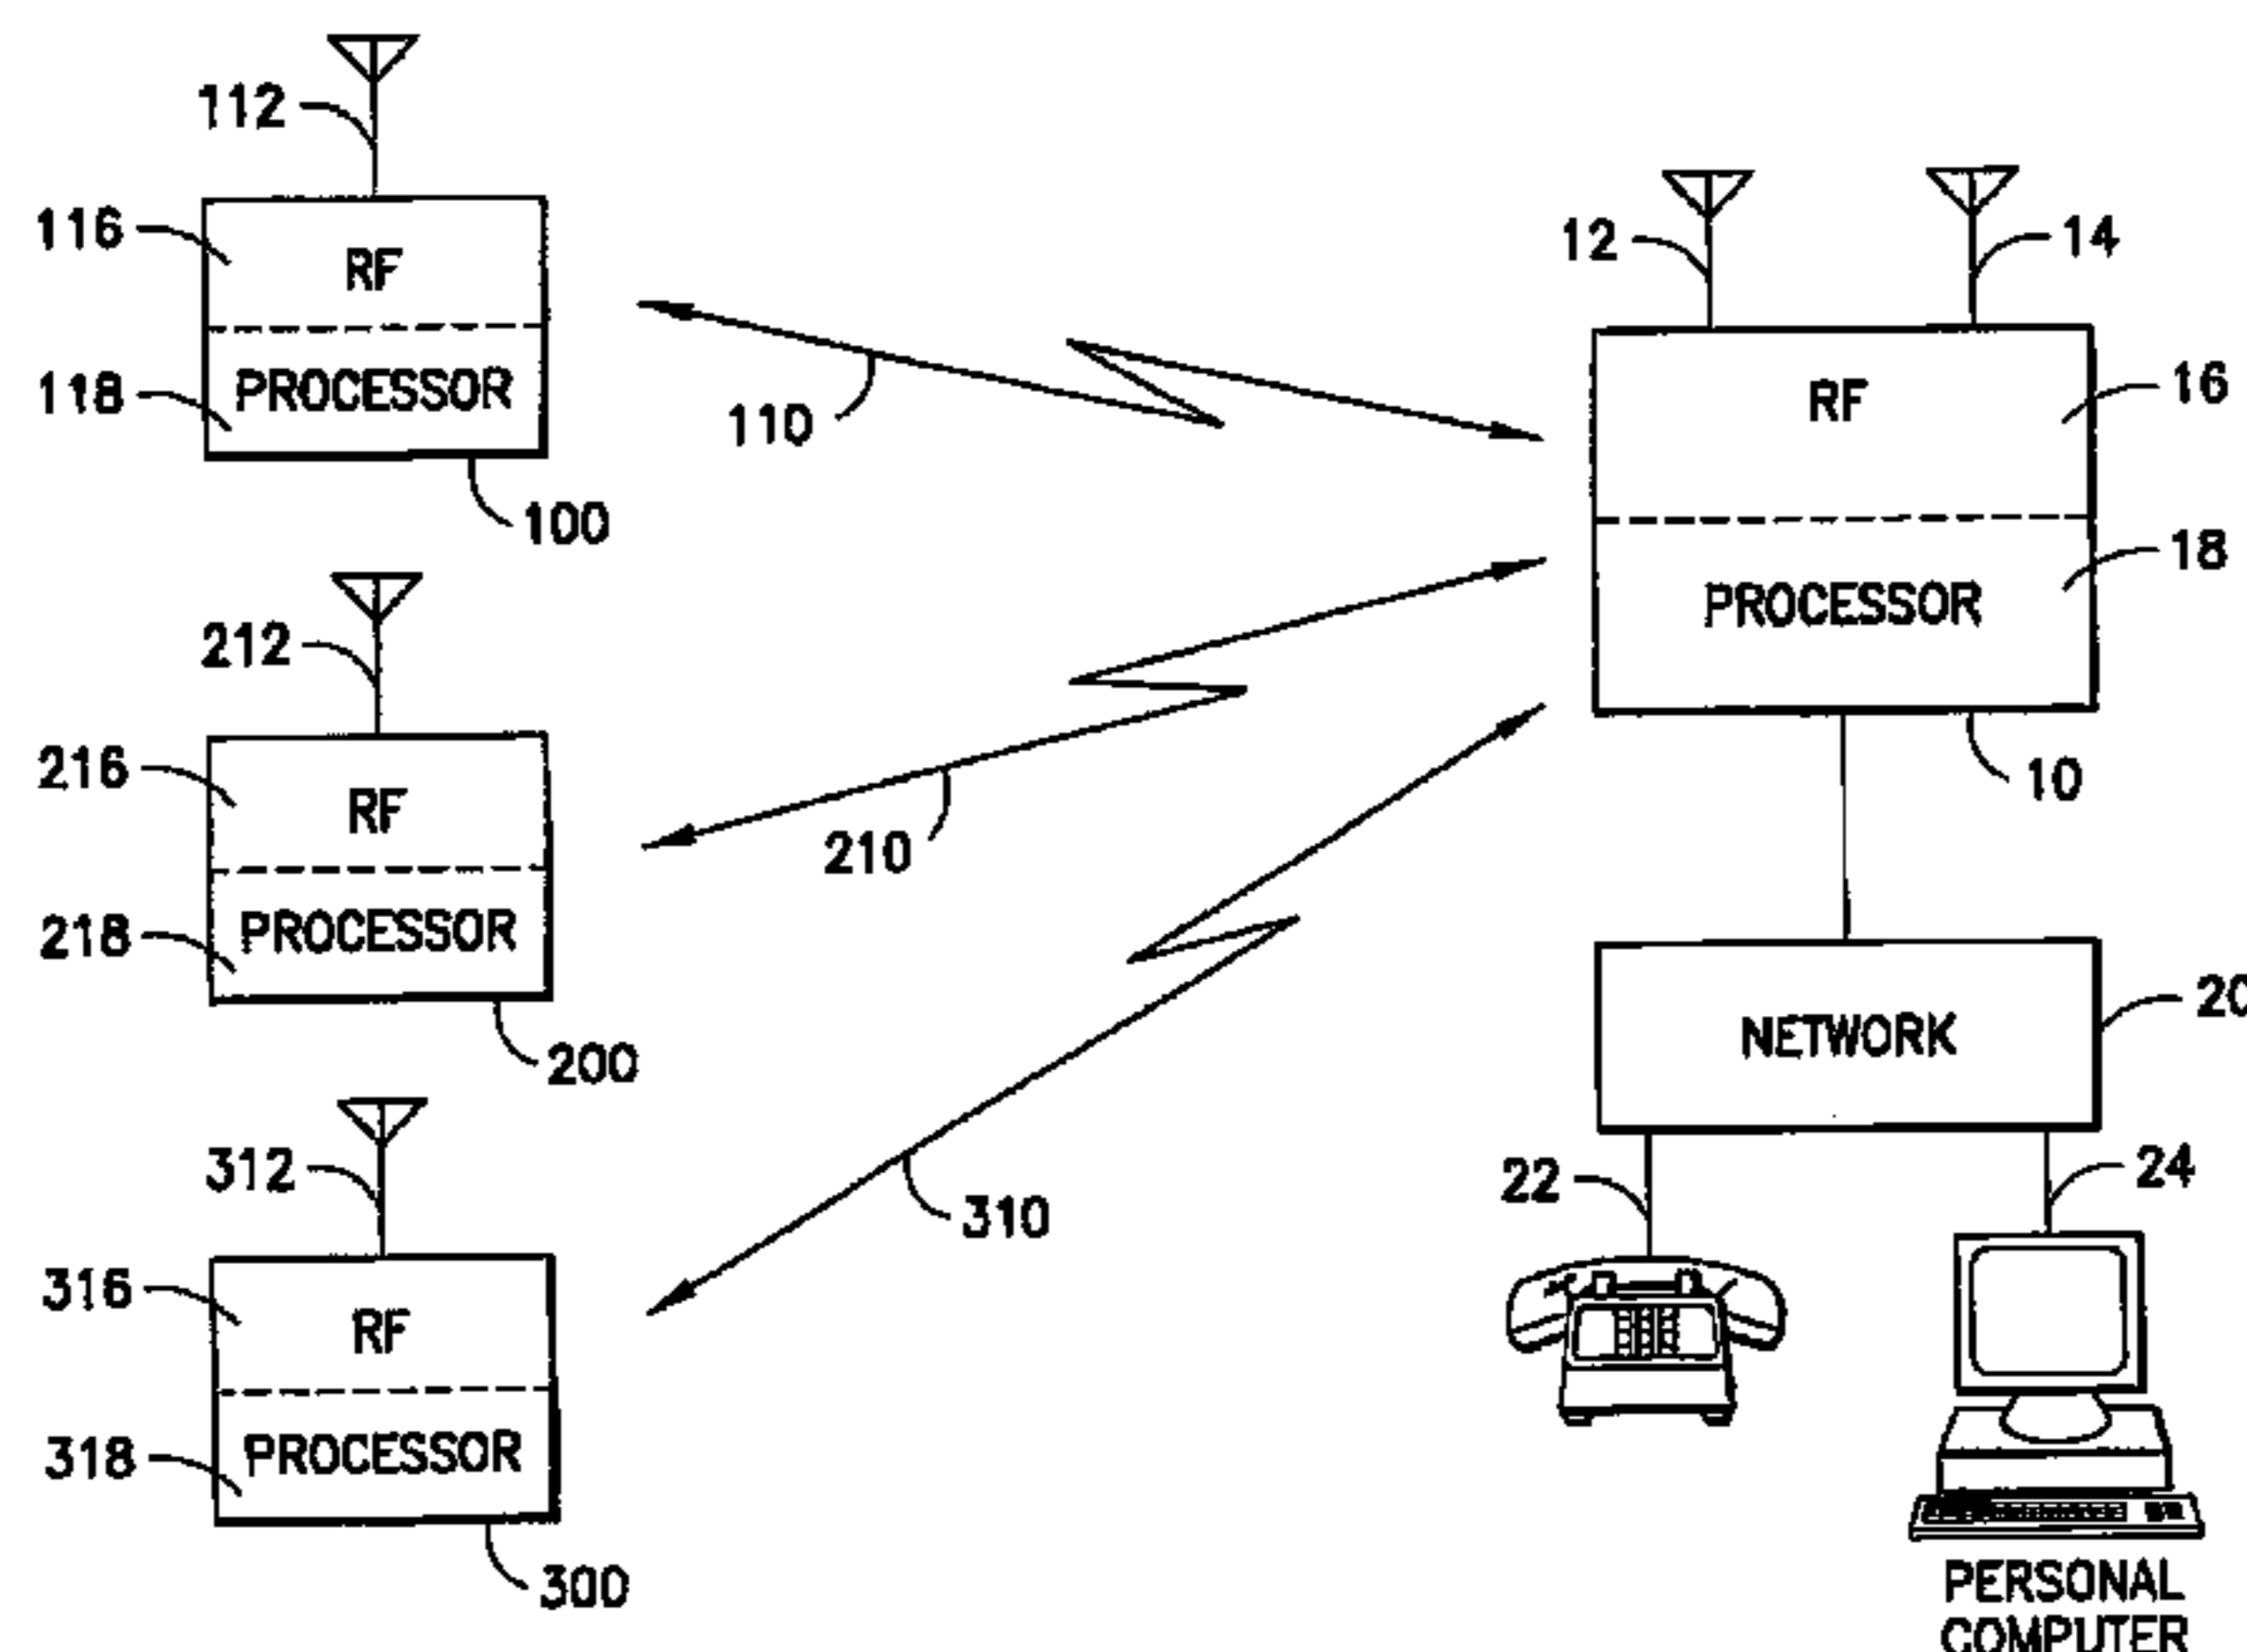 112
116
RF
118
PROCESSOR
100
110
12
14
RF
16
PROCESSOR
18
10
212
216
RF
218
PROCESSOR
200
210
NETWORK
20
22
24
312
316
RF
318
PROCESSOR
300
310
PERSONAL
COMPUTER